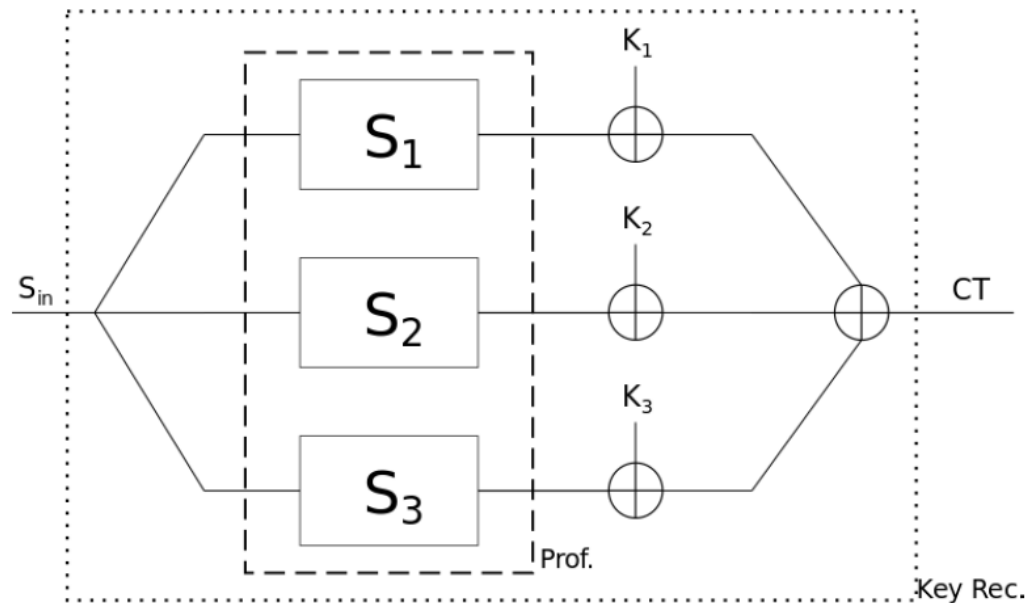 K₁
S₁
K₂
Sᵢₙ
S₂
CT
K₃
S₃
Prof.
Key Rec.